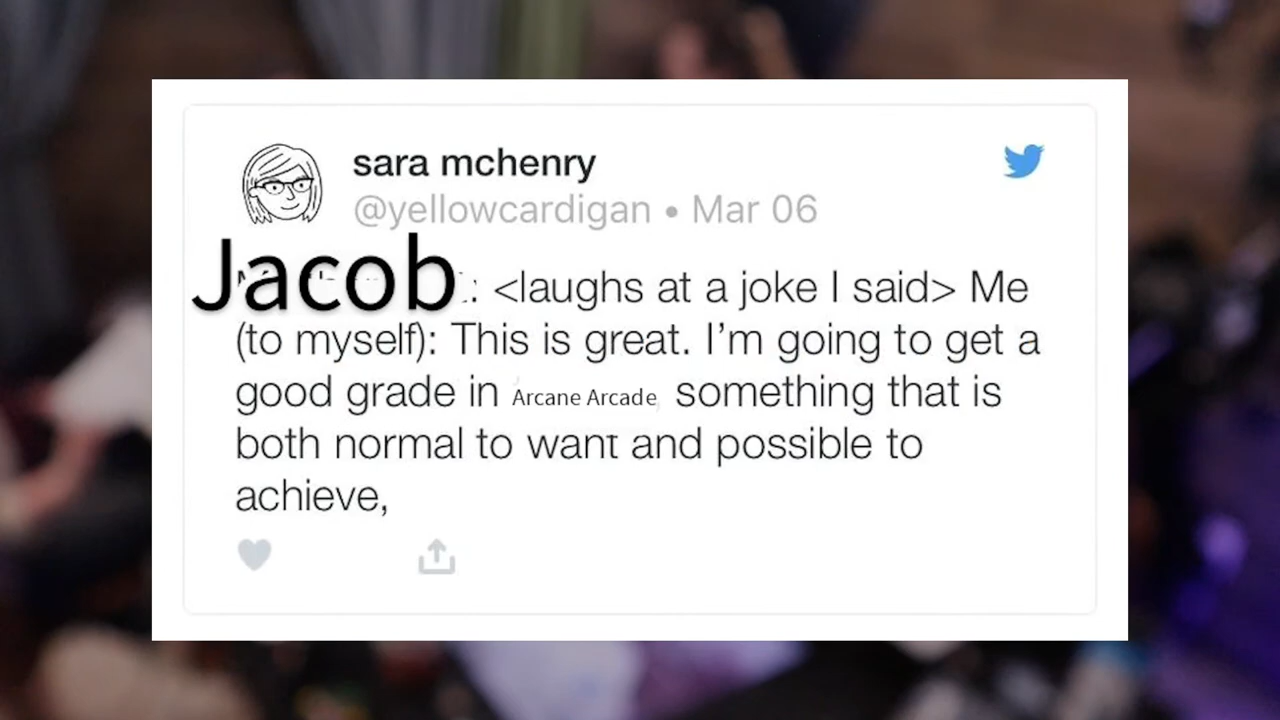 sara mchenry
@yellowcardigan • Mar 06
Jacob : <laughs at a joke I said> Me
(to myself): This is great. I'm going to get a
good grade in Arcane Arcade, something that is
both normal to want and possible to
achieve,